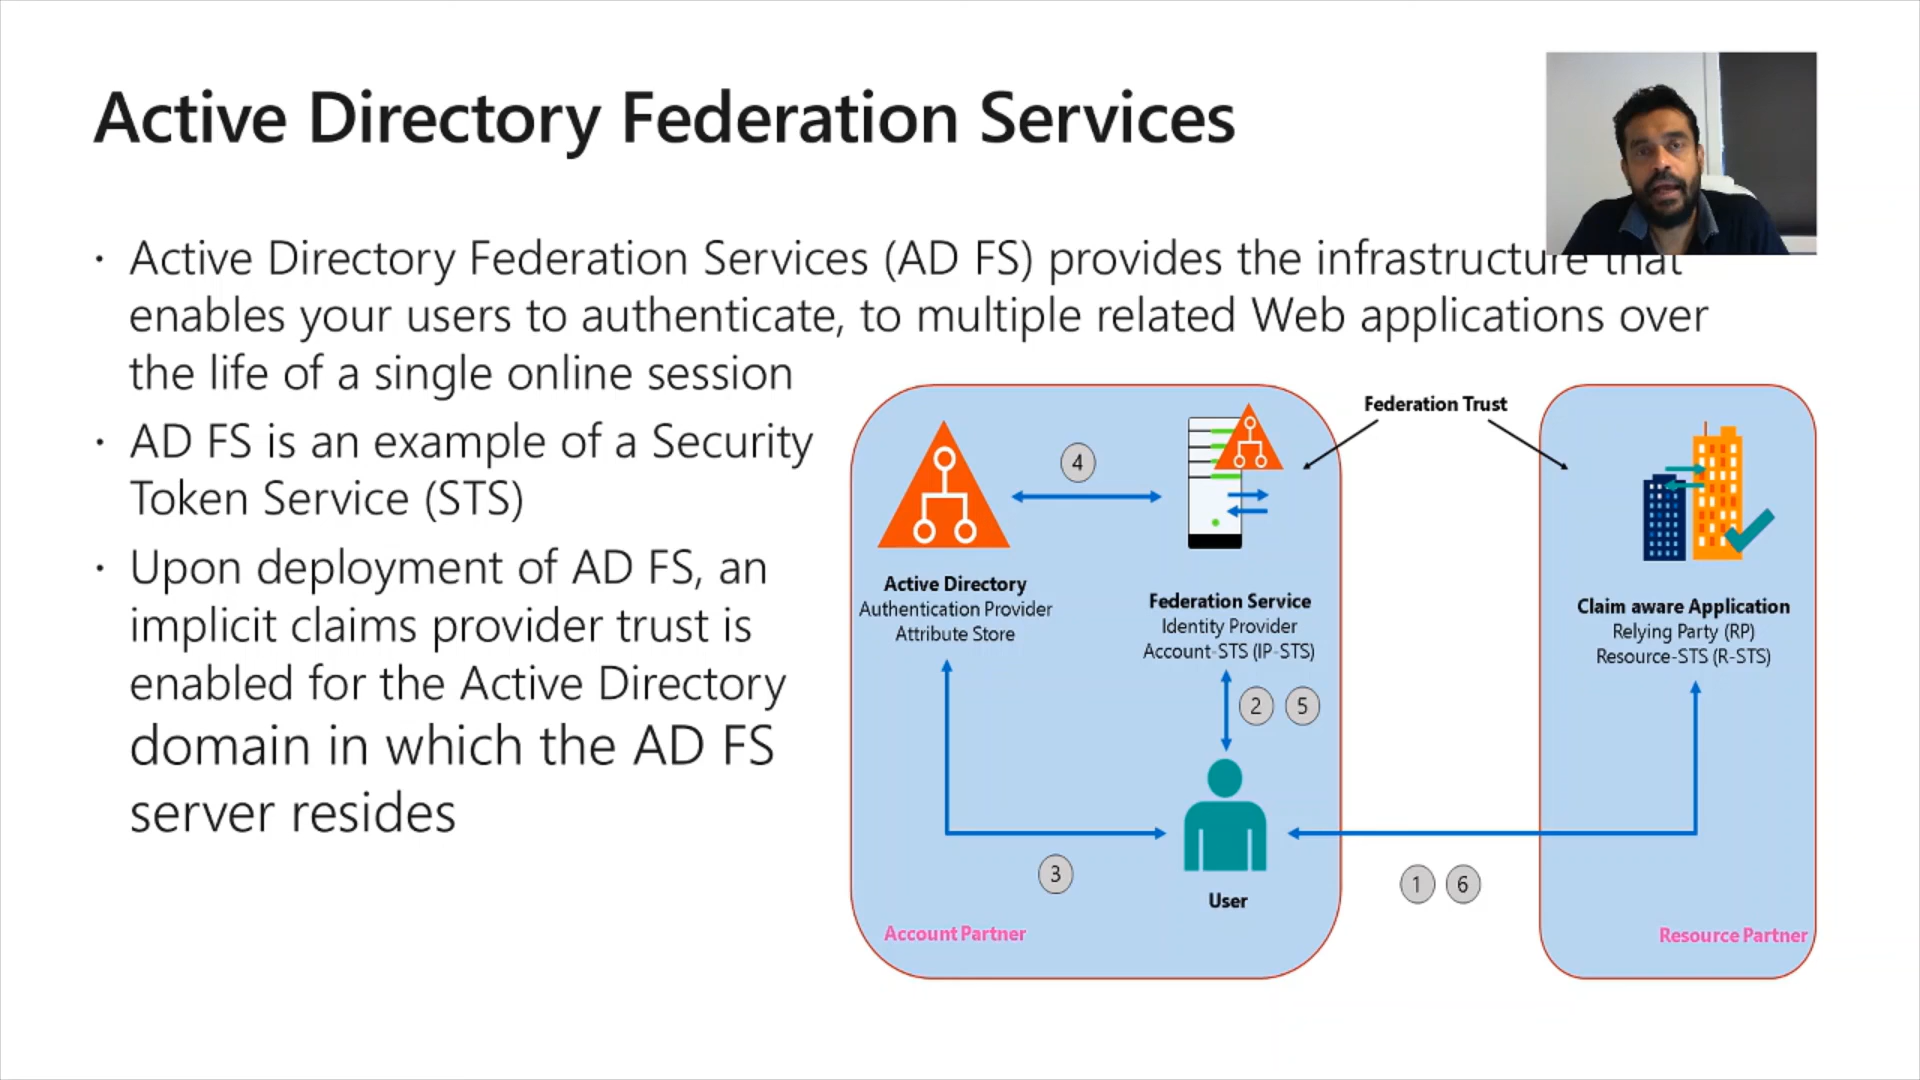 Active Directory Federation Services
· Active Directory Federation Services (AD FS) provides the infrastructure that
enables your users to authenticate, to multiple related Web applications over
the life of a single online session
· AD FS is an example of a Security
Token Service (STS)
· Upon deployment of AD FS, an
implicit claims provider trust is
enabled for the Active Directory
domain in which the AD FS
server resides
Federation Trust
4
Active Directory
Authentication Provider
Attribute Store
Federation Service
Identity Provider
Account-STS (IP-STS)
Claim aware Application
Relying Party (RP)
Resource-STS (R-STS)
2 5
3
1 6
User
Account Partner
Resource Partner